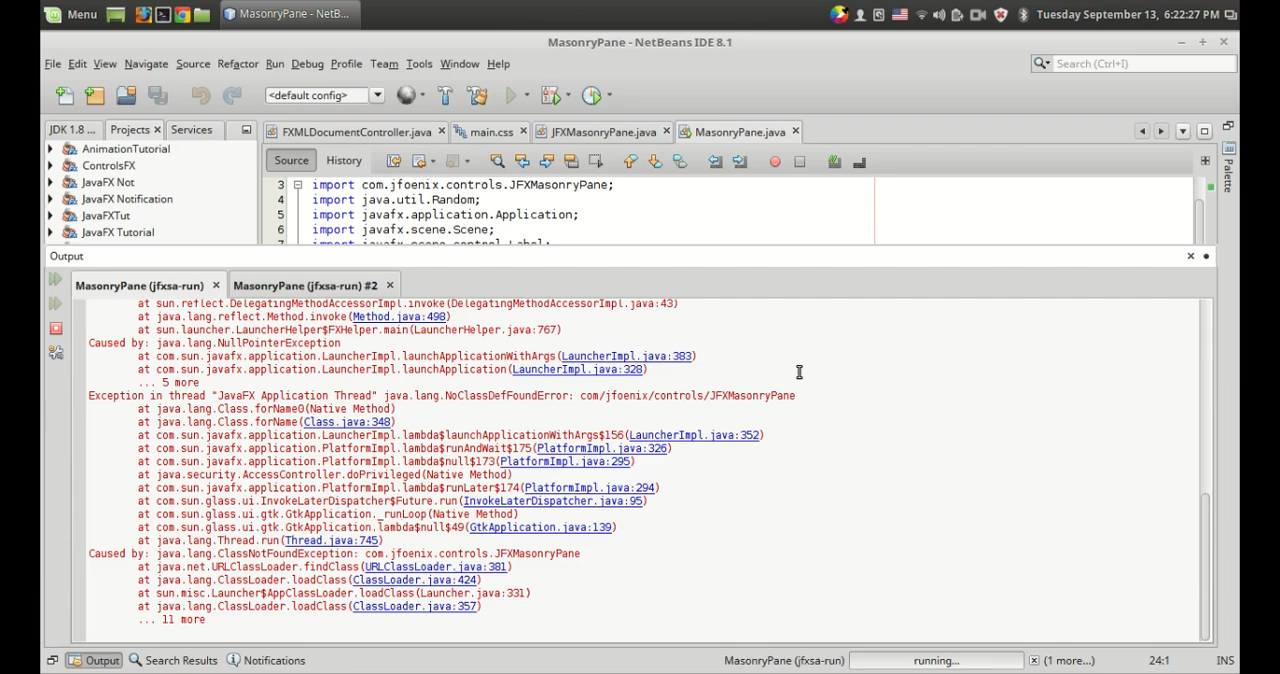 Menu
MasonryPane - NetB...
Tuesday September 13, 6:22:27 PM
MasonryPane - NetBeans IDE 8.1
File Edit View Navigate Source Refactor Run Debug Profile Team Tools Window Help
Search (Ctrl+I)
<default config>
JDK 1.8 ... Projects Services
FXMLDocumentController.java main.css JFXMasonryPane.java MasonryPane.java
Source History
Palette
AnimationTutorial
ControlsFX
JavaFX Not
JavaFX Notification
JavaFXTut
JavaFX Tutorial
3 import com.jfoenix.controls.JFXMasonryPane;
4 import java.util.Random;
5 import javafx.application.Application;
6 import javafx.scene.Scene;
7 import javafx.scene.control.Label;
Output
MasonryPane (jfxsa-run) MasonryPane (jfxsa-run) #2
at sun.reflect.DelegatingMethodAccessorImpl.invoke(DelegatingMethodAccessorImpl.java:43)
at java.lang.reflect.Method.invoke(Method.java:498)
at sun.launcher.LauncherHelper$FXHelper.main(LauncherHelper.java:767)
Caused by: java.lang.NullPointerException
at com.sun.javafx.application.LauncherImpl.launchApplicationWithArgs(LauncherImpl.java:383)
at com.sun.javafx.application.LauncherImpl.launchApplication(LauncherImpl.java:328)
... 5 more
Exception in thread "JavaFX Application Thread" java.lang.NoClassDefFoundError: com/jfoenix/controls/JFXMasonryPane
at java.lang.Class.forName0(Native Method)
at java.lang.Class.forName(Class.java:348)
at com.sun.javafx.application.LauncherImpl.lambda$launchApplicationWithArgs$156(LauncherImpl.java:352)
at com.sun.javafx.application.PlatformImpl.lambda$runAndWait$175(PlatformImpl.java:326)
at com.sun.javafx.application.PlatformImpl.lambda$null$173(PlatformImpl.java:295)
at java.security.AccessController.doPrivileged(Native Method)
at com.sun.javafx.application.PlatformImpl.lambda$runLater$174(PlatformImpl.java:294)
at com.sun.glass.ui.InvokeLaterDispatcher$Future.run(InvokeLaterDispatcher.java:95)
at com.sun.glass.ui.gtk.GtkApplication._runLoop(Native Method)
at com.sun.glass.ui.gtk.GtkApplication.lambda$null$49(GtkApplication.java:139)
at java.lang.Thread.run(Thread.java:745)
Caused by: java.lang.ClassNotFoundException: com.jfoenix.controls.JFXMasonryPane
at java.net.URLClassLoader.findClass(URLClassLoader.java:381)
at java.lang.ClassLoader.loadClass(ClassLoader.java:424)
at sun.misc.Launcher$AppClassLoader.loadClass(Launcher.java:331)
at java.lang.ClassLoader.loadClass(ClassLoader.java:357)
... 11 more
Output Search Results Notifications
MasonryPane (jfxsa-run) running... (1 more...) 24:1 INS